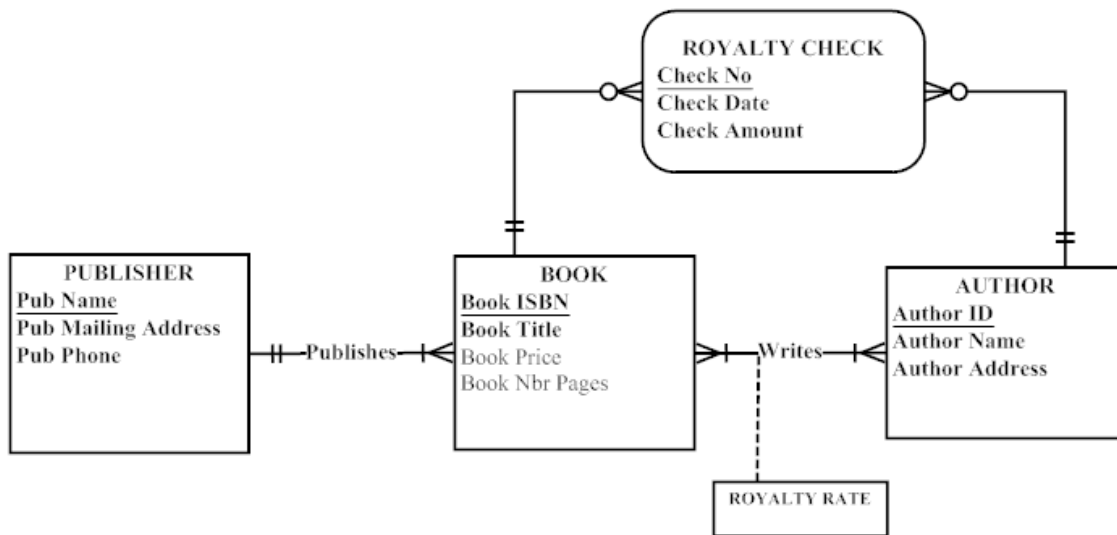 ROYALTY CHECK
Check No
Check Date
Check Amount
PUBLISHER
Pub Name
Pub Mailing Address
Pub Phone
Publishes
BOOK
Book ISBN
Book Title
Book Price
Book Nbr Pages
Writes
AUTHOR
Author ID
Author Name
Author Address
ROYALTY RATE